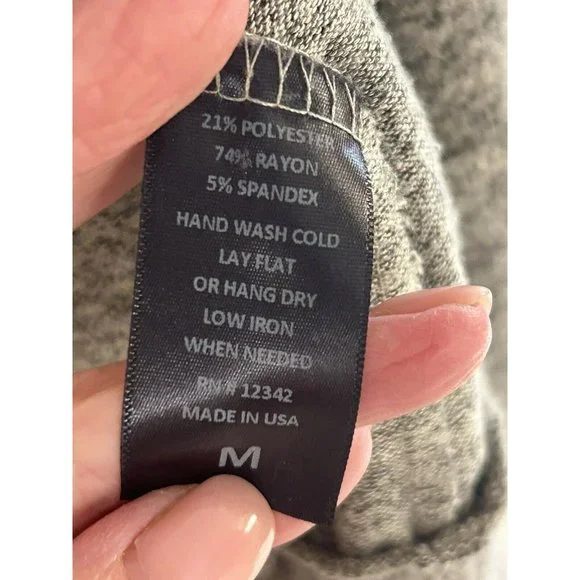 21% POLYESTER
74% RAYON
5% SPANDEX
HAND WASH COLD
LAY FLAT
OR HANG DRY
LOW IRON
WHEN NEEDED
RN # 12342
MADE IN USA
M